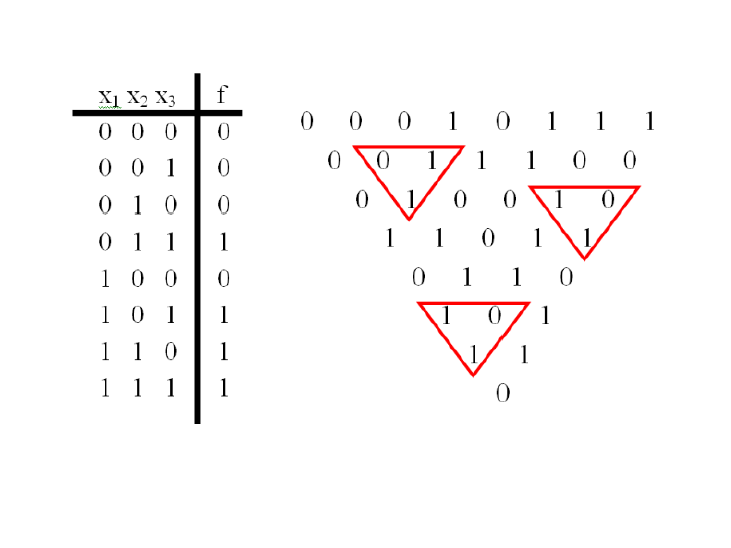 x1 x2 x3 f
0 0 0 0
0 0 1 0
0 1 0 0
0 1 1 1
1 0 0 0
1 0 1 1
1 1 0 1
1 1 1 1
0 0 0 1 0 1 1 1
0 0 1 1 1 0 0
0 1 0 0 1 0
1 1 0 1 1
0 1 1 0
1 0 1
1 1
0